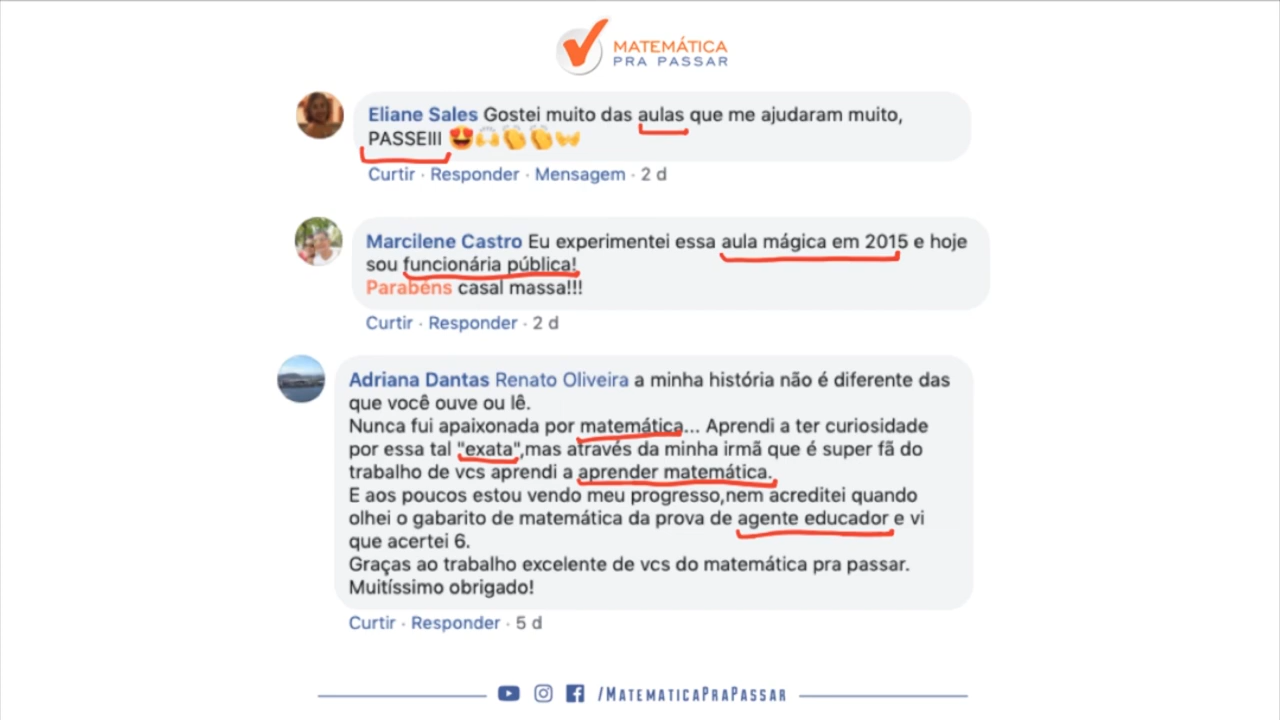 MATEMÁTICA
PRA PASSAR
Eliane Sales Gostei muito das aulas que me ajudaram muito,
PASSEIII 😍🙌👏👏👐
Curtir · Responder · Mensagem · 2 d
Marcilene Castro Eu experimentei essa aula mágica em 2015 e hoje
sou funcionária pública!
Parabéns casal massa!!!
Curtir · Responder · 2 d
Adriana Dantas Renato Oliveira a minha história não é diferente das
que você ouve ou lê.
Nunca fui apaixonada por matemática... Aprendi a ter curiosidade
por essa tal "exata",mas através da minha irmã que é super fã do
trabalho de vcs aprendi a aprender matemática.
E aos poucos estou vendo meu progresso,nem acreditei quando
olhei o gabarito de matemática da prova de agente educador e vi
que acertei 6.
Graças ao trabalho excelente de vcs do matemática pra passar.
Muitíssimo obrigado!
Curtir · Responder · 5 d
/MATEMATICAPRAPASSAR